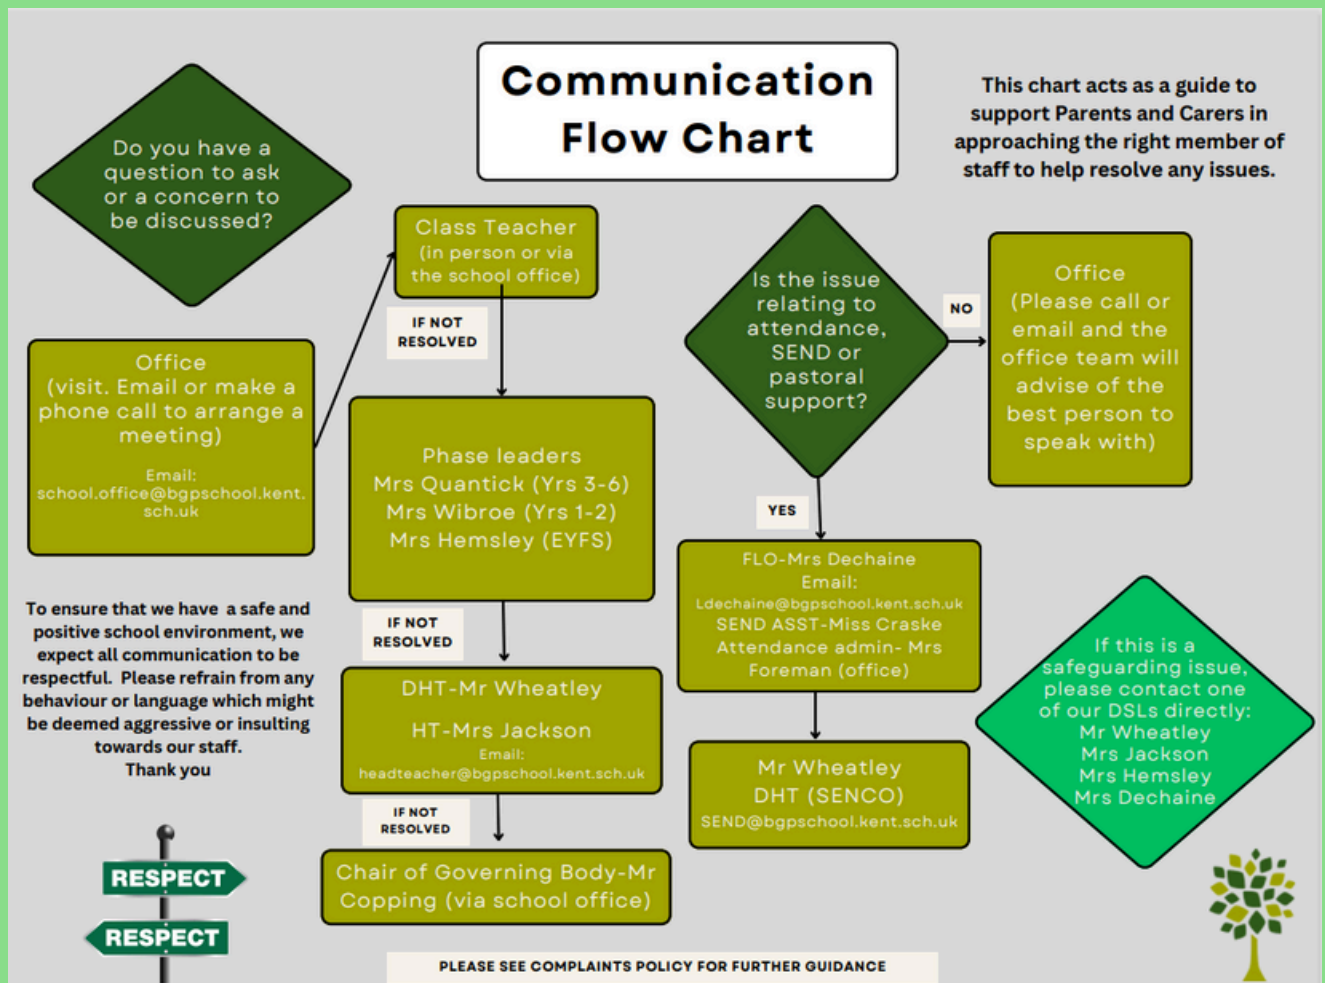 Communication
Flow Chart
This chart acts as a guide to
support Parents and Carers in
approaching the right member of
staff to help resolve any issues.
Do you have a
question to ask
or a concern to
be discussed?
Office
(visit. Email or make a
phone call to arrange a
meeting)
Email:
school.office@bgpschool.kent.
sch.uk
Class Teacher
(in person or via
the school office)
IF NOT
RESOLVED
Phase leaders
Mrs Quantick (Yrs 3-6)
Mrs Wibroe (Yrs 1-2)
Mrs Hemsley (EYFS)
IF NOT
RESOLVED
DHT-Mr Wheatley
HT-Mrs Jackson
Email:
headteacher@bgpschool.kent.sch.uk
IF NOT
RESOLVED
Chair of Governing Body-Mr
Copping (via school office)
Is the issue
relating to
attendance,
SEND or
pastoral
support?
NO
Office
(Please call or
email and the
office team will
advise of the
best person to
speak with)
YES
FLO-Mrs Dechaine
Email:
Ldechaine@bgpschool.kent.sch.uk
SEND ASST-Miss Craske
Attendance admin- Mrs
Foreman (office)
Mr Wheatley
DHT (SENCO)
SEND@bgpschool.kent.sch.uk
If this is a
safeguarding issue,
please contact one
of our DSLs directly:
Mr Wheatley
Mrs Jackson
Mrs Hemsley
Mrs Dechaine
To ensure that we have a safe and
positive school environment, we
expect all communication to be
respectful. Please refrain from any
behaviour or language which might
be deemed aggressive or insulting
towards our staff.
Thank you
RESPECT
RESPECT
PLEASE SEE COMPLAINTS POLICY FOR FURTHER GUIDANCE